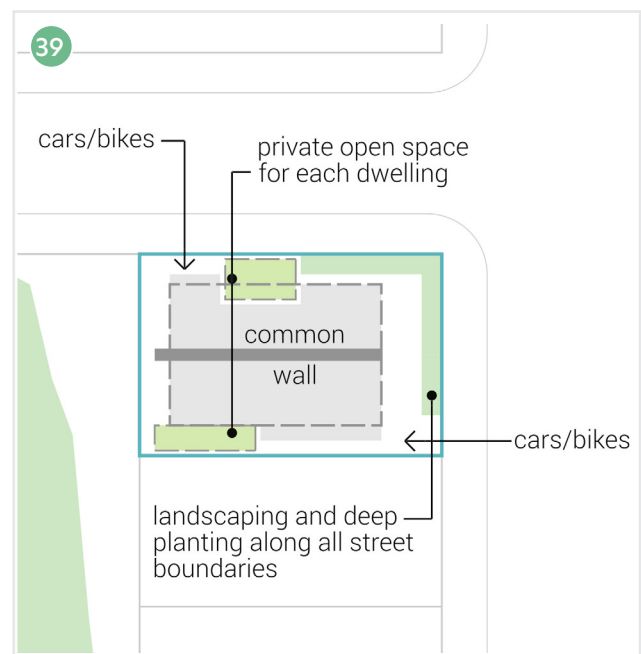 39
cars/bikes
private open space
for each dwelling
common
wall
cars/bikes
landscaping and deep
planting along all street
boundaries